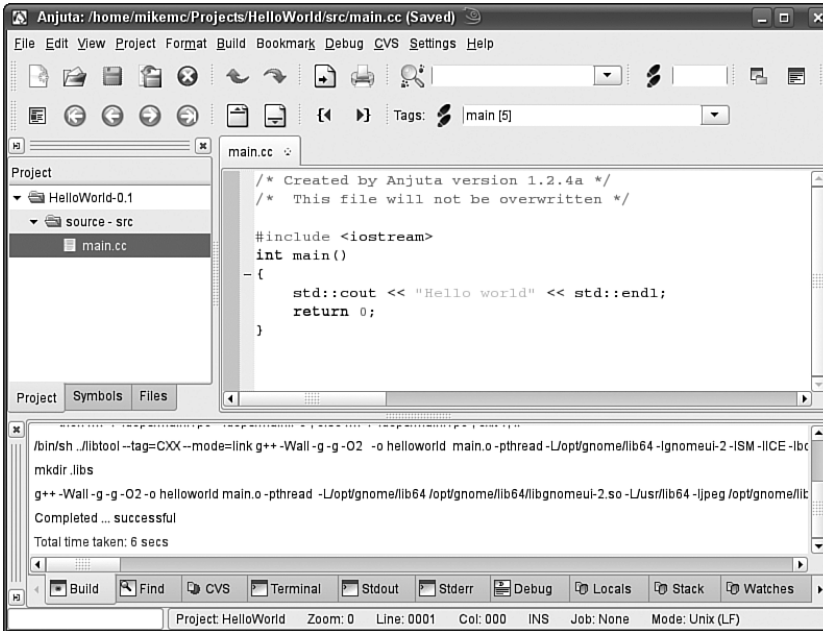 Anjuta: /home/mikemc/Projects/HelloWorld/src/main.cc (Saved)
File Edit View Project Format Build Bookmark Debug CVS Settings Help
Tags: main [5]
main.cc
Project
HelloWorld-0.1
source - src
main.cc
/* Created by Anjuta version 1.2.4a */
/*  This file will not be overwritten */
#include <iostream>
int main()
{
std::cout << "Hello world" << std::endl;
return 0;
}
Project Symbols Files
/bin/sh ../libtool --tag=CXX --mode=link g++ -Wall -g -g -O2  -o helloworld  main.o -pthread -L/opt/gnome/lib64 -lgnomeui-2 -lSM -lICE
mkdir .libs
g++ -Wall -g -g -O2 -o helloworld main.o -pthread  -L/opt/gnome/lib64 /opt/gnome/lib64/libgnomeui-2.so -L/usr/lib64 -ljpeg
Completed ... successful
Total time taken: 6 secs
Build Find CVS Terminal Stdout Stderr Debug Locals Stack Watches
Project: HelloWorld Zoom: 0 Line: 0001 Col: 000 INS Job: None Mode: Unix (LF)